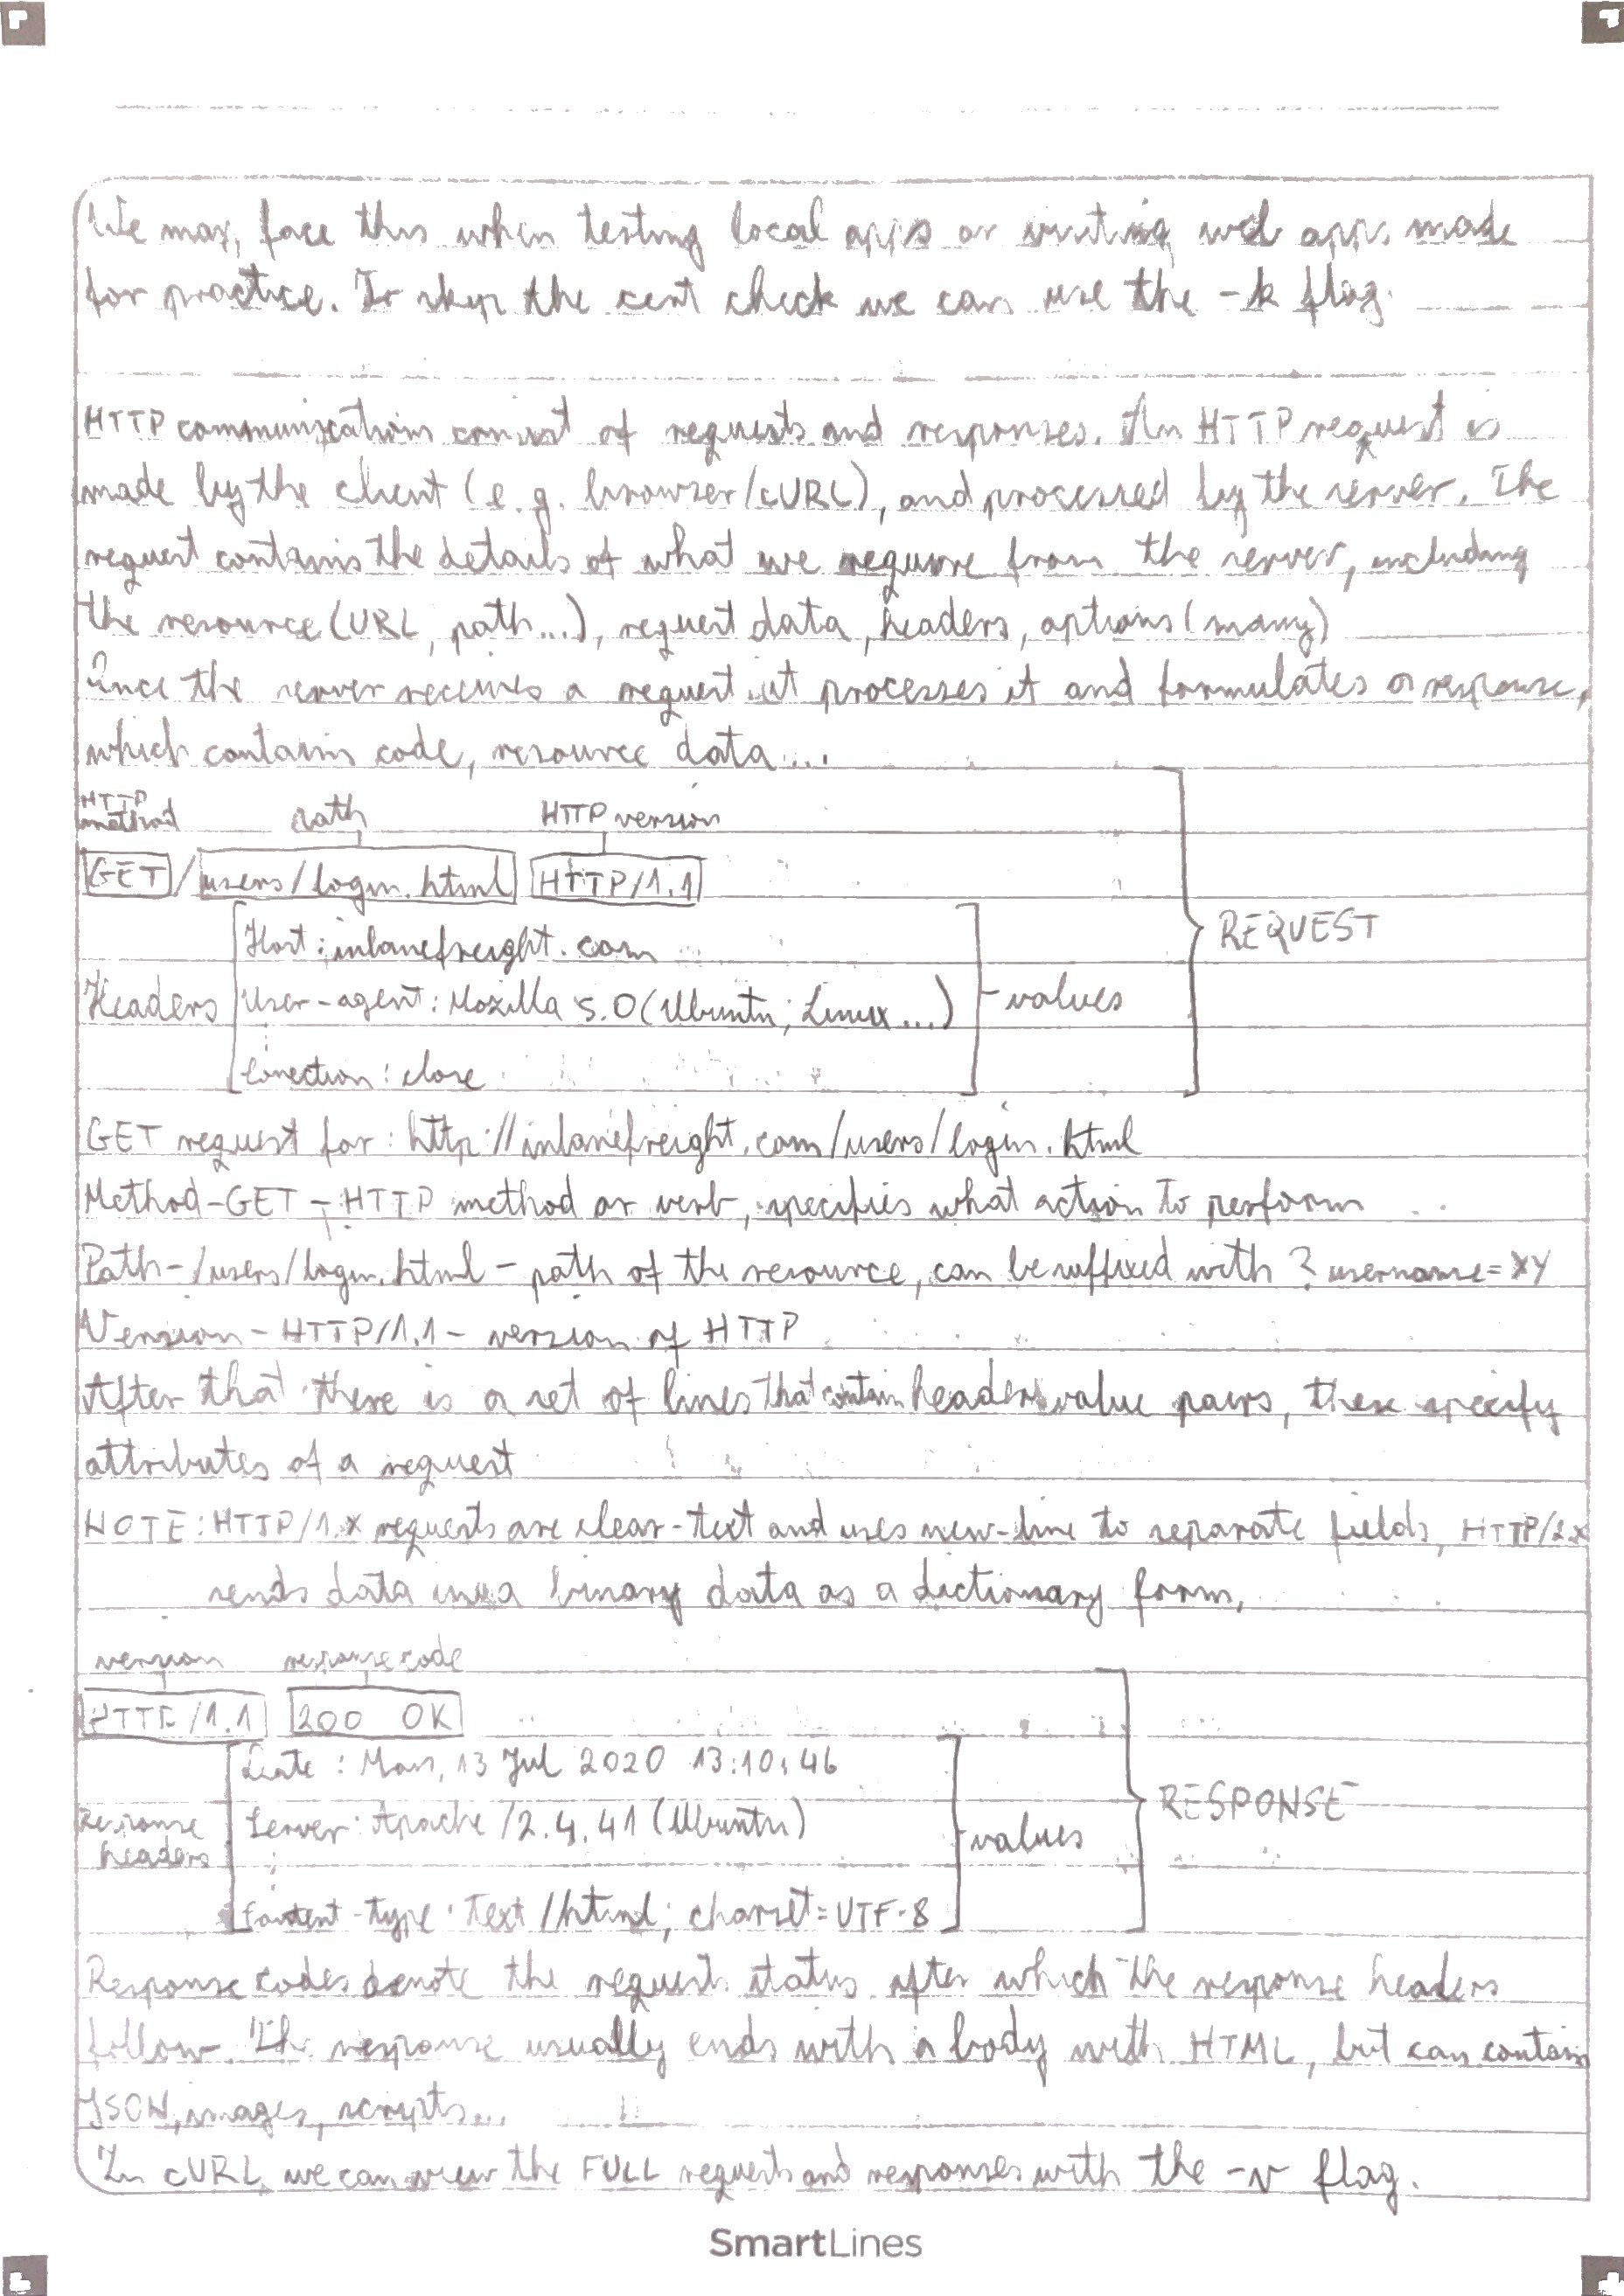 We may face this when testing local apps or visiting web apps made
for practice. To skip the cert check we can use the -k flag.
HTTP communications consist of requests and responses. An HTTP request is
made by the client (e.g. browser/cURL), and processed by the server. The
request contains the details of what we require from the server, including
the resource (URL, path...), request data, headers, options (many)
Once the server receives a request it processes it and formulates a response,
which contains code, resource data...
HTTP
method path HTTP version
GET / users/login.html HTTP/1.1
Host: inlanefreight.com
REQUEST
Headers User-agent: Mozilla 5.0 (Ubuntu; Linux ...) - values
Conection: close
GET request for: http://inlanefreight.com/users/login.html
Method-GET - HTTP method or verb, specifies what action to perform
Path-/users/login.html - path of the resource, can be suffixed with ?username=XY
Version - HTTP/1.1 - version of HTTP
After that there is a set of lines that contain headers value pairs, these specify
attributes of a request
NOTE: HTTP/1.X requests are clear-text and uses new-line to separate fields, HTTP/2.X
sends data binary data as a dictionary form.
version response code
HTTP/1.1 200 OK
Date: Mon, 13 Jul 2020 13:10:46
RESPONSE
Response
headers
Server: Apache/2.4.41 (Ubuntu)
values
Content-type: text/html; charset=UTF-8
Response codes denote the requests status after which the response headers
follow. The response usually ends with a body with HTML, but can contain
JSON, images, scripts...
In cURL we can view the FULL requests and responses with the -v flag.
SmartLines